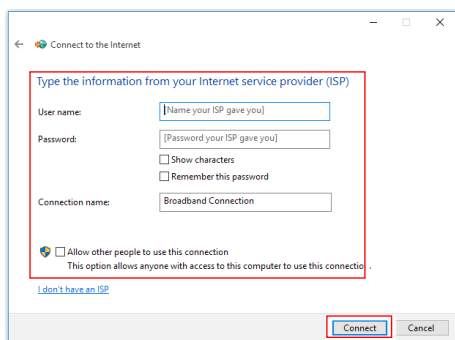 Connect to the Internet
Type the information from your Internet service provider (ISP)
User name:
[Name your ISP gave you]
Password:
[Password your ISP gave you]
Show characters
Remember this password
Connection name:
Broadband Connection
Allow other people to use this connection
This option allows anyone with access to this computer to use this connectio .
I don't have an ISP
Connect
Cancel